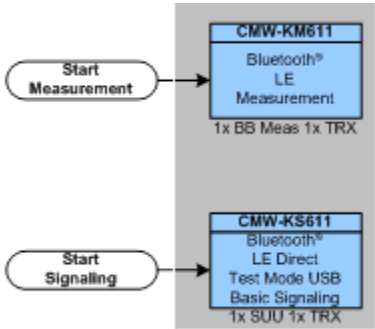 CMW-KM611
Bluetooth®
LE
Measurement
Start
Measurement
1x BB Meas 1x TRX
CMW-KS611
Bluetooth®
LE Direct
Test Mode USB
Basic Signaling
Start
Signaling
1x SUU 1x TRX